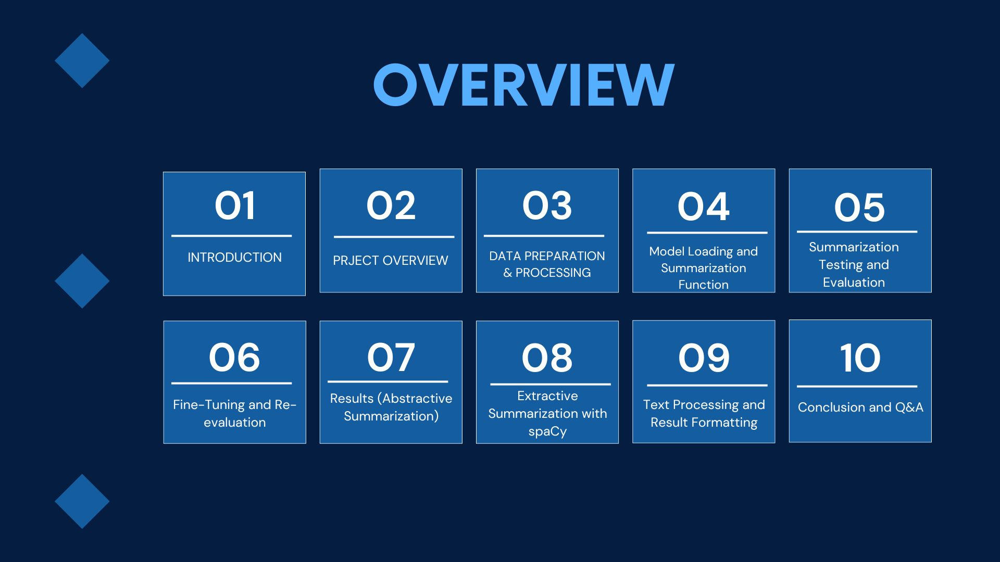 OVERVIEW
01
INTRODUCTION
02
PRJECT OVERVIEW
03
DATA PREPARATION
& PROCESSING
04
Model Loading and
Summarization
Function
05
Summarization
Testing and
Evaluation
06
Fine-Tuning and Re-
evaluation
07
Results (Abstractive
Summarization)
08
Extractive
Summarization with
spaCy
09
Text Processing and
Result Formatting
10
Conclusion and Q&A